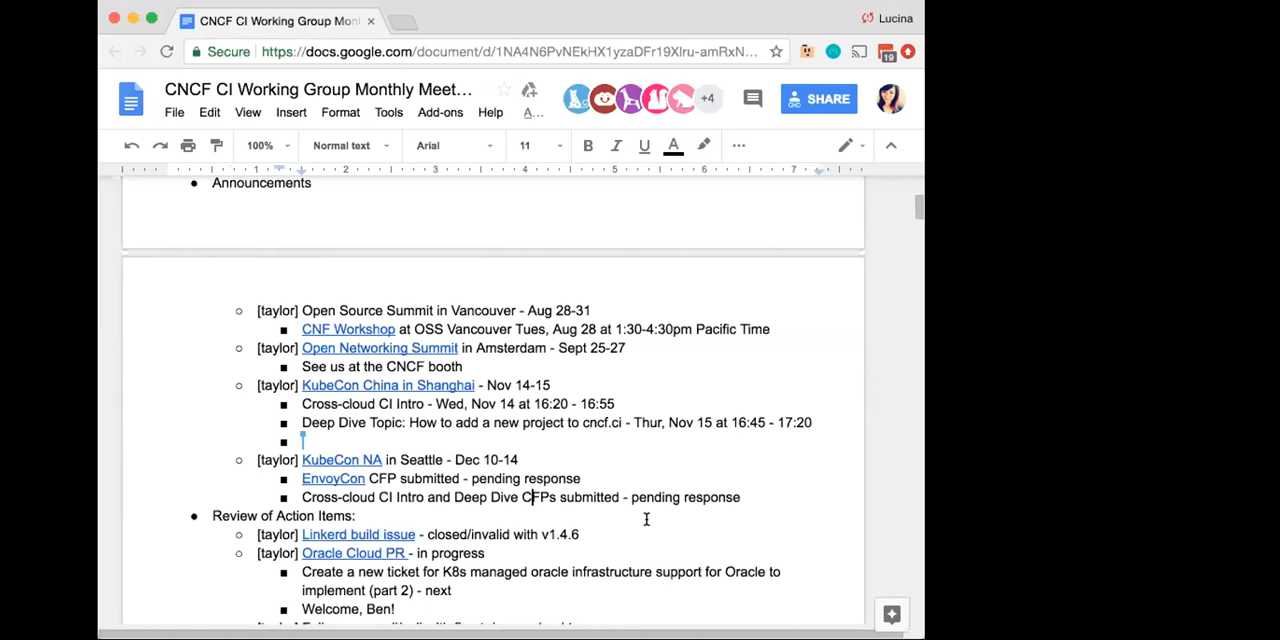 CNCF CI Working Group Mon
Lucina
Secure https://docs.google.com/document/d/1NA4N6PvNEkHX1yzaDFr19Xlru-amRxN...
19
CNCF CI Working Group Monthly Meet...
+4
SHARE
File Edit View Insert Format Tools Add-ons Help A...
100% Normal text Arial 11 B I U A
1 2 3 4 5 6 7
Announcements
[taylor] Open Source Summit in Vancouver - Aug 28-31
CNF Workshop at OSS Vancouver Tues, Aug 28 at 1:30-4:30pm Pacific Time
[taylor] Open Networking Summit in Amsterdam - Sept 25-27
See us at the CNCF booth
[taylor] KubeCon China in Shanghai - Nov 14-15
Cross-cloud CI Intro - Wed, Nov 14 at 16:20 - 16:55
Deep Dive Topic: How to add a new project to cncf.ci - Thur, Nov 15 at 16:45 - 17:20
[taylor] KubeCon NA in Seattle - Dec 10-14
EnvoyCon CFP submitted - pending response
Cross-cloud CI Intro and Deep Dive CFPs submitted - pending response
Review of Action Items:
[taylor] Linkerd build issue - closed/invalid with v1.4.6
[taylor] Oracle Cloud PR - in progress
Create a new ticket for K8s managed oracle infrastructure support for Oracle to
implement (part 2) - next
Welcome, Ben!